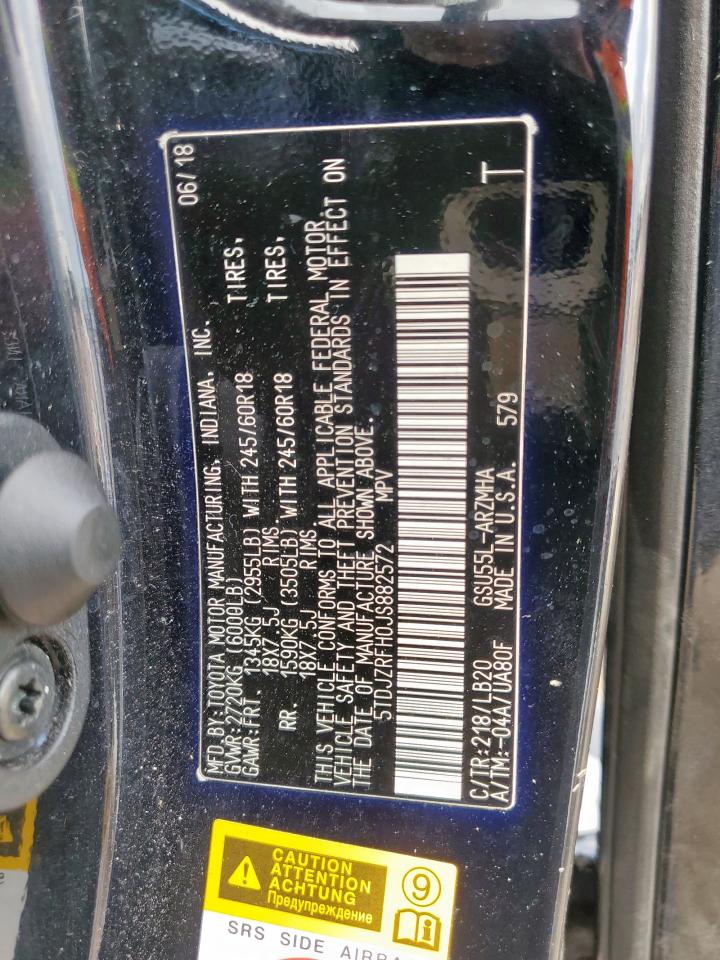 MFD BY: TOYOTA MOTOR MANUFACTURING, INDIANA, INC. 06/18
GVWR: 2720KG (6000LB)
GAWR: FRT. 1345KG (2955LB) WITH 245/60R18 TIRES,
18X7.5J RIMS,
RR. 1590KG (3505LB) WITH 245/60R18 TIRES,
18X7.5J RIMS
THIS VEHICLE CONFORMS TO ALL APPLICABLE FEDERAL MOTOR
VEHICLE SAFETY AND THEFT PREVENTION STANDARDS IN EFFECT ON
THE DATE OF MANUFACTURE SHOWN ABOVE.
5TDJZRFH0JS882572 MPV
C/TR: 218/LB20 GSU55L-ARZMHA T
A/TM: -04A/UA80F MADE IN U.S.A. 579
CAUTION
ATTENTION
ACHTUNG
Предупреждение
9
SRS SIDE